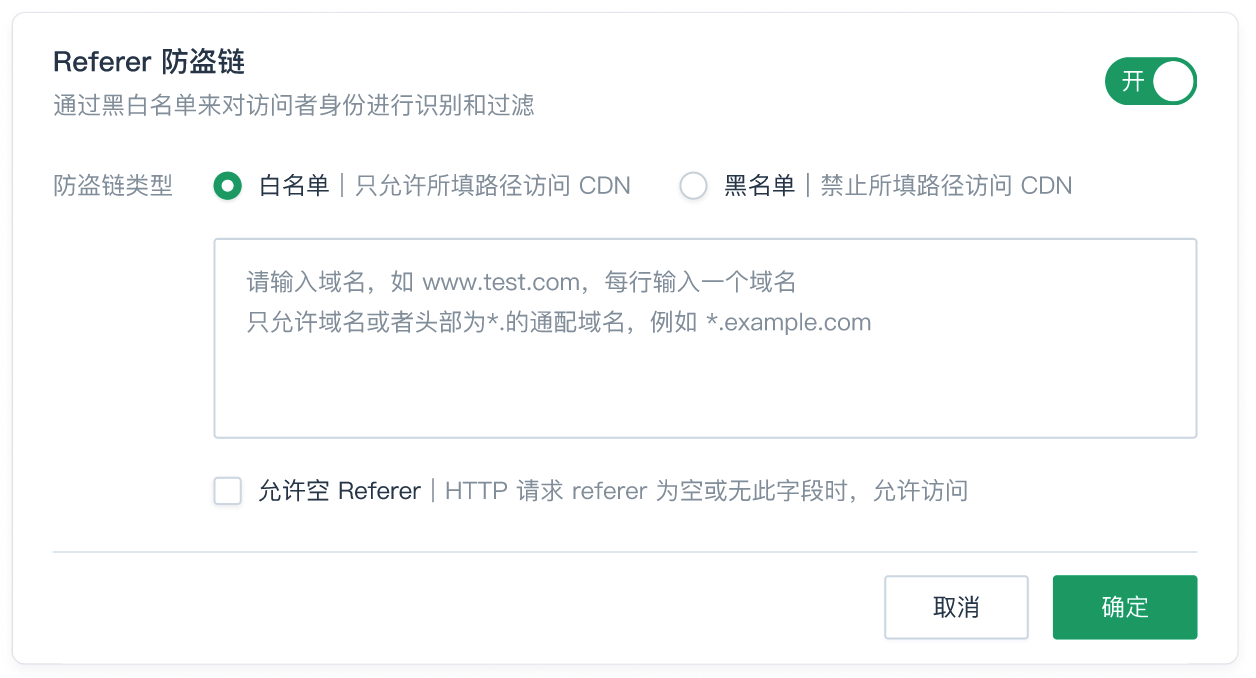 Referer 防盗链
开
通过黑白名单来对访问者身份进行识别和过滤
防盗链类型 白名单｜只允许所填路径访问 CDN 黑名单｜禁止所填路径访问 CDN
请输入域名，如 www.test.com，每行输入一个域名
只允许域名或者头部为*.的通配域名，例如 *.example.com
允许空 Referer｜HTTP 请求 referer 为空或无此字段时，允许访问
取消 确定